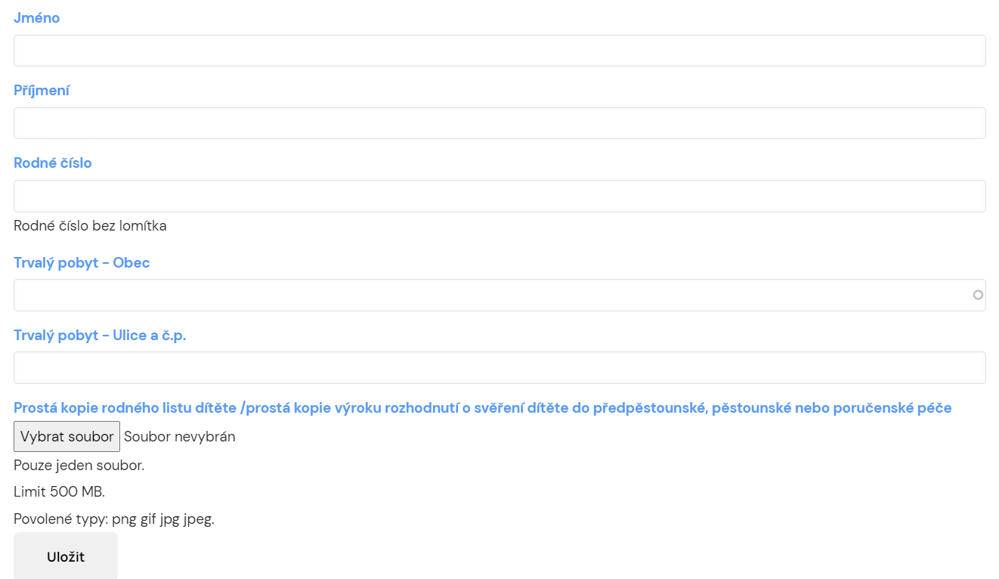 Jméno
Příjmení
Rodné číslo
Rodné číslo bez lomítka
Trvalý pobyt - Obec
Trvalý pobyt - Ulice a č.p.
Prostá kopie rodného listu dítěte /prostá kopie výroku rozhodnutí o svěření dítěte do předpěstounské, pěstounské nebo poručenské péče
Vybrat soubor Soubor nevybrán
Pouze jeden soubor.
Limit 500 MB.
Povolené typy: png gif jpg jpeg.
Uložit